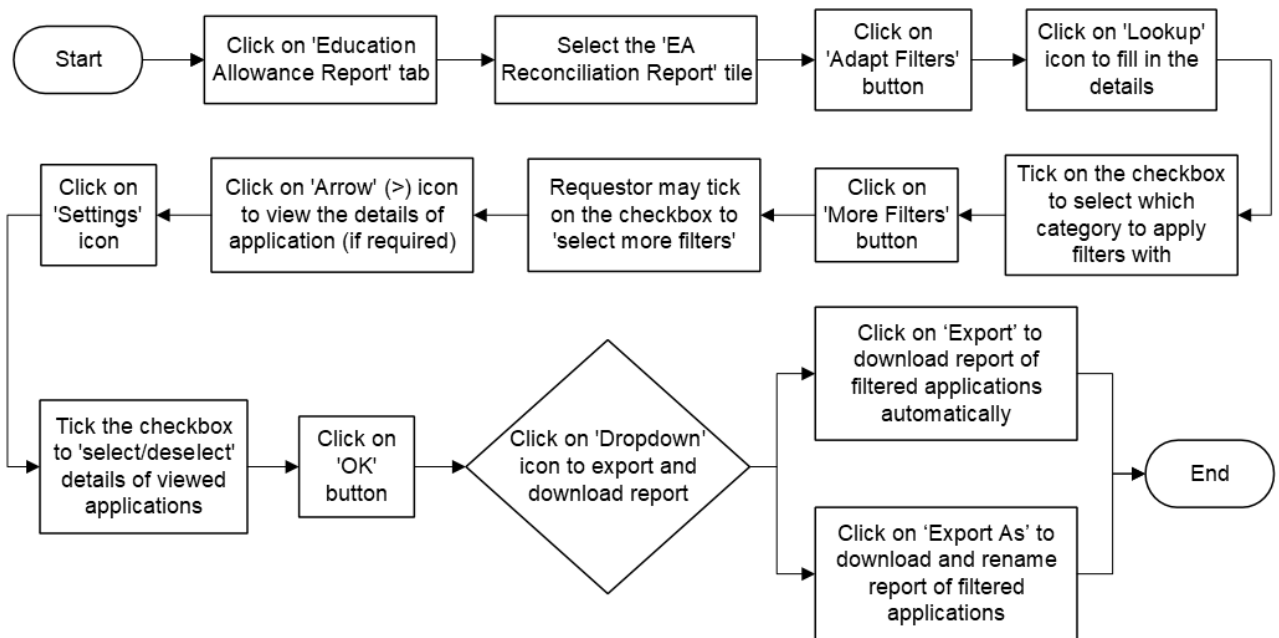 Start
Click on 'Education
Allowance Report' tab
Select the 'EA
Reconciliation Report' tile
Click on
'Adapt Filters'
button
Click on 'Lookup'
icon to fill in the
details
Tick on the checkbox
to select which
category to apply
filters with
Click on
'More Filters'
button
Requestor may tick
on the checkbox to
'select more filters'
Click on 'Arrow' (>) icon
to view the details of
application (if required)
Click on
'Settings'
icon
Tick the checkbox
to 'select/deselect'
details of viewed
applications
Click on
'OK'
button
Click on 'Dropdown'
icon to export and
download report
Click on ‘Export’ to
download report of
filtered applications
automatically
Click on ‘Export As’ to
download and rename
report of filtered
applications
End